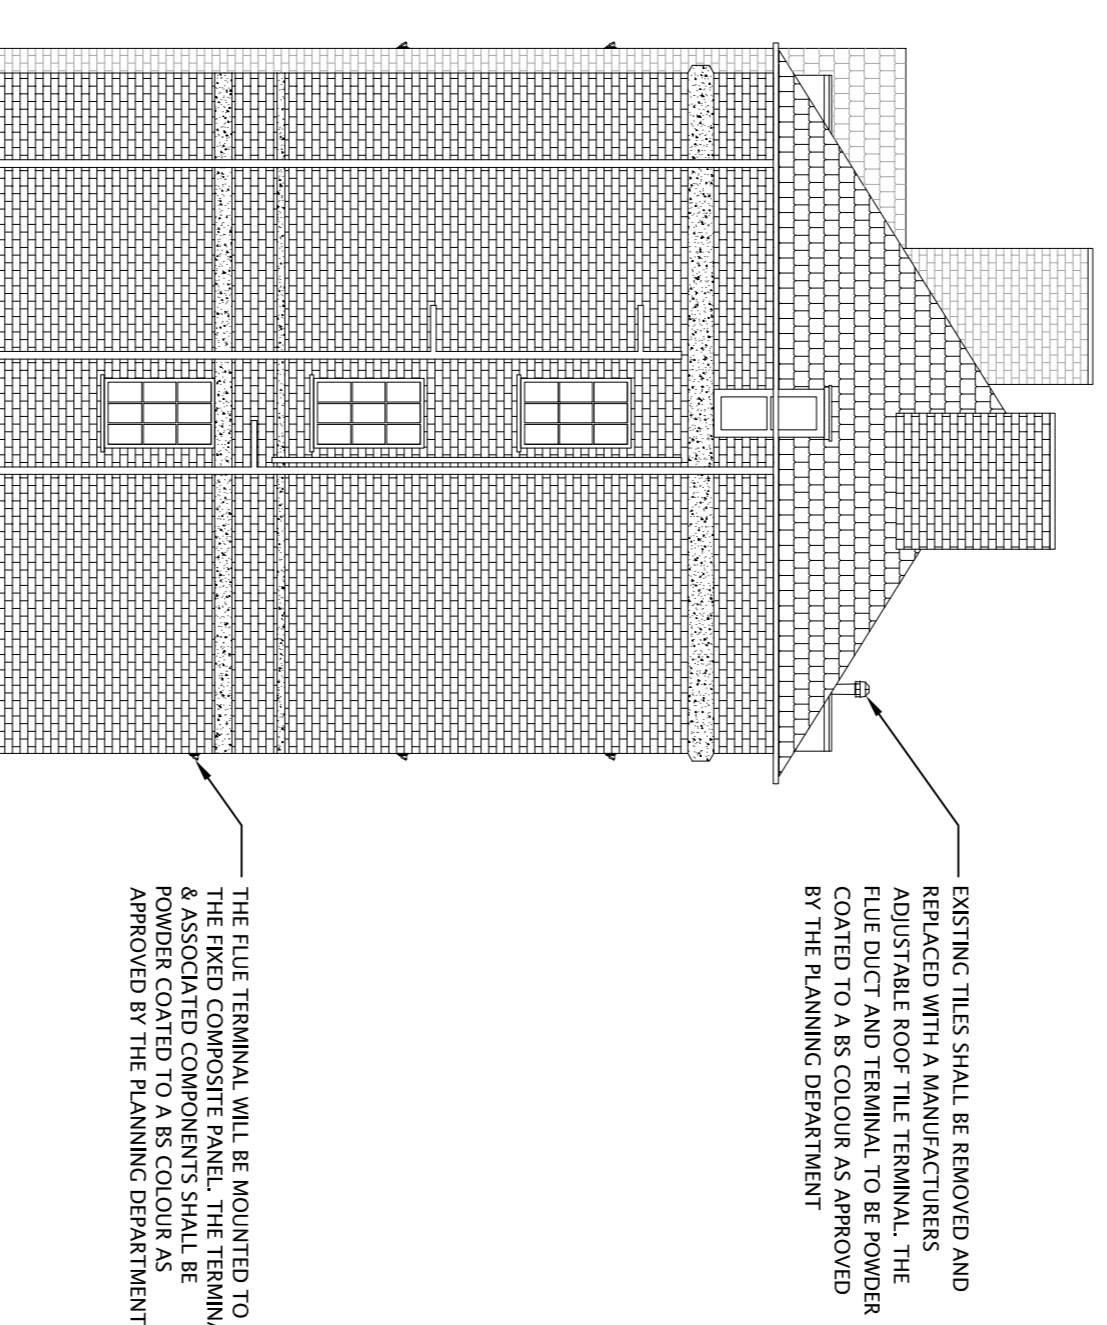 EXISTING TILES SHALL BE REMOVED AND
REPLACED WITH A MANUFACTURERS
ADJUSTABLE ROOF TILE TERMINAL. THE
FLUE DUCT AND TERMINAL TO BE POWDER
COATED TO A BS COLOUR AS APPROVED
BY THE PLANNING DEPARTMENT
THE FLUE TERMINAL WILL BE MOUNTED TO
THE FIXED COMPOSITE PANEL. THE
& ASSOCIATED COMPONENTS SHALL BE
POWDER COATED TO A BS COLOUR AS
APPROVED BY THE PLANNING DEPARTMENT